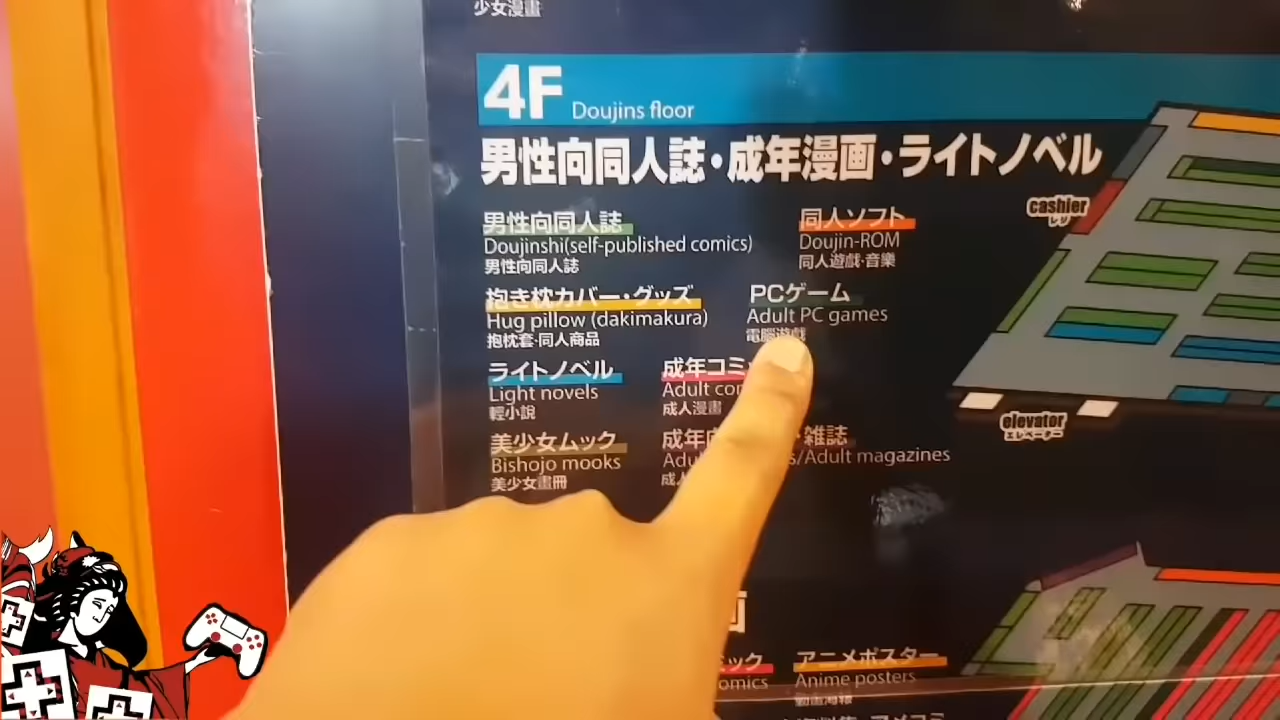 少女漫畫
4F Doujins floor
男性向同人誌・成年漫画・ライトノベル
男性向同人誌
Doujinshi(self-published comics)
男性向同人誌
同人ソフト
Doujin-ROM
同人遊戲·音樂
抱き枕カバー・グッズ
Hug pillow (dakimakura)
抱枕套·同人商品
PCゲーム
Adult PC games
電腦遊戲
ライトノベル
Light novels
輕小說
成年コミッ
Adult co
成人漫畫
美少女ムック
Bishojo mooks
美少女畫冊
成年
・雑誌
s/Adult magazines
cashier
レジ
elevator
エレベーター
ミック
omics
アニメポスター
Anime posters